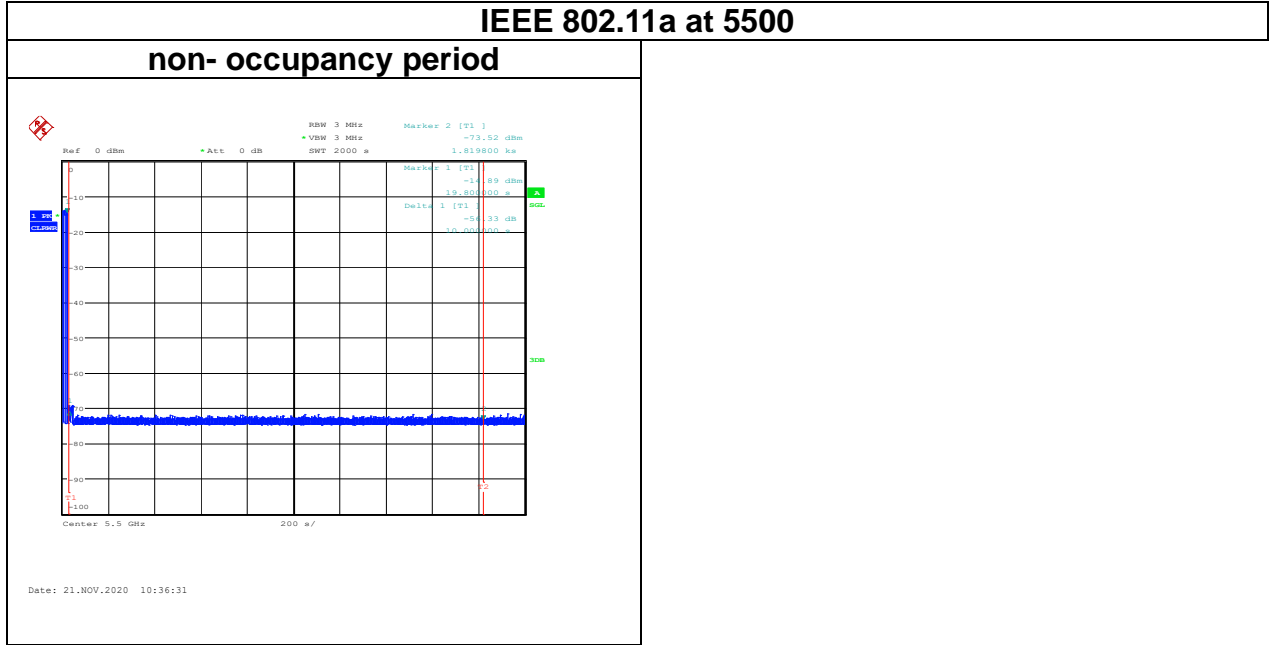 IEEE 802.11a at 5500
non- occupancy period
RBW 3 MHz Marker 2 [T1 ]
*VBW 3 MHz -73.52 dBm
Ref 0 dBm *Att 0 dB SWT 2000 s 1.819800 ks
0 Marker 1 [T1 ]
-14.89 dBm
19.800000 s A
-10 Delta 1 [T1 ] SGL
1 PK * -56.33 dB
CLRWR 10.000000 s
-20
-30
-40
-50
3DB
-60
-70
-80
-90
T1 T2
-100
Center 5.5 GHz 200 s/
Date: 21.NOV.2020 10:36:31